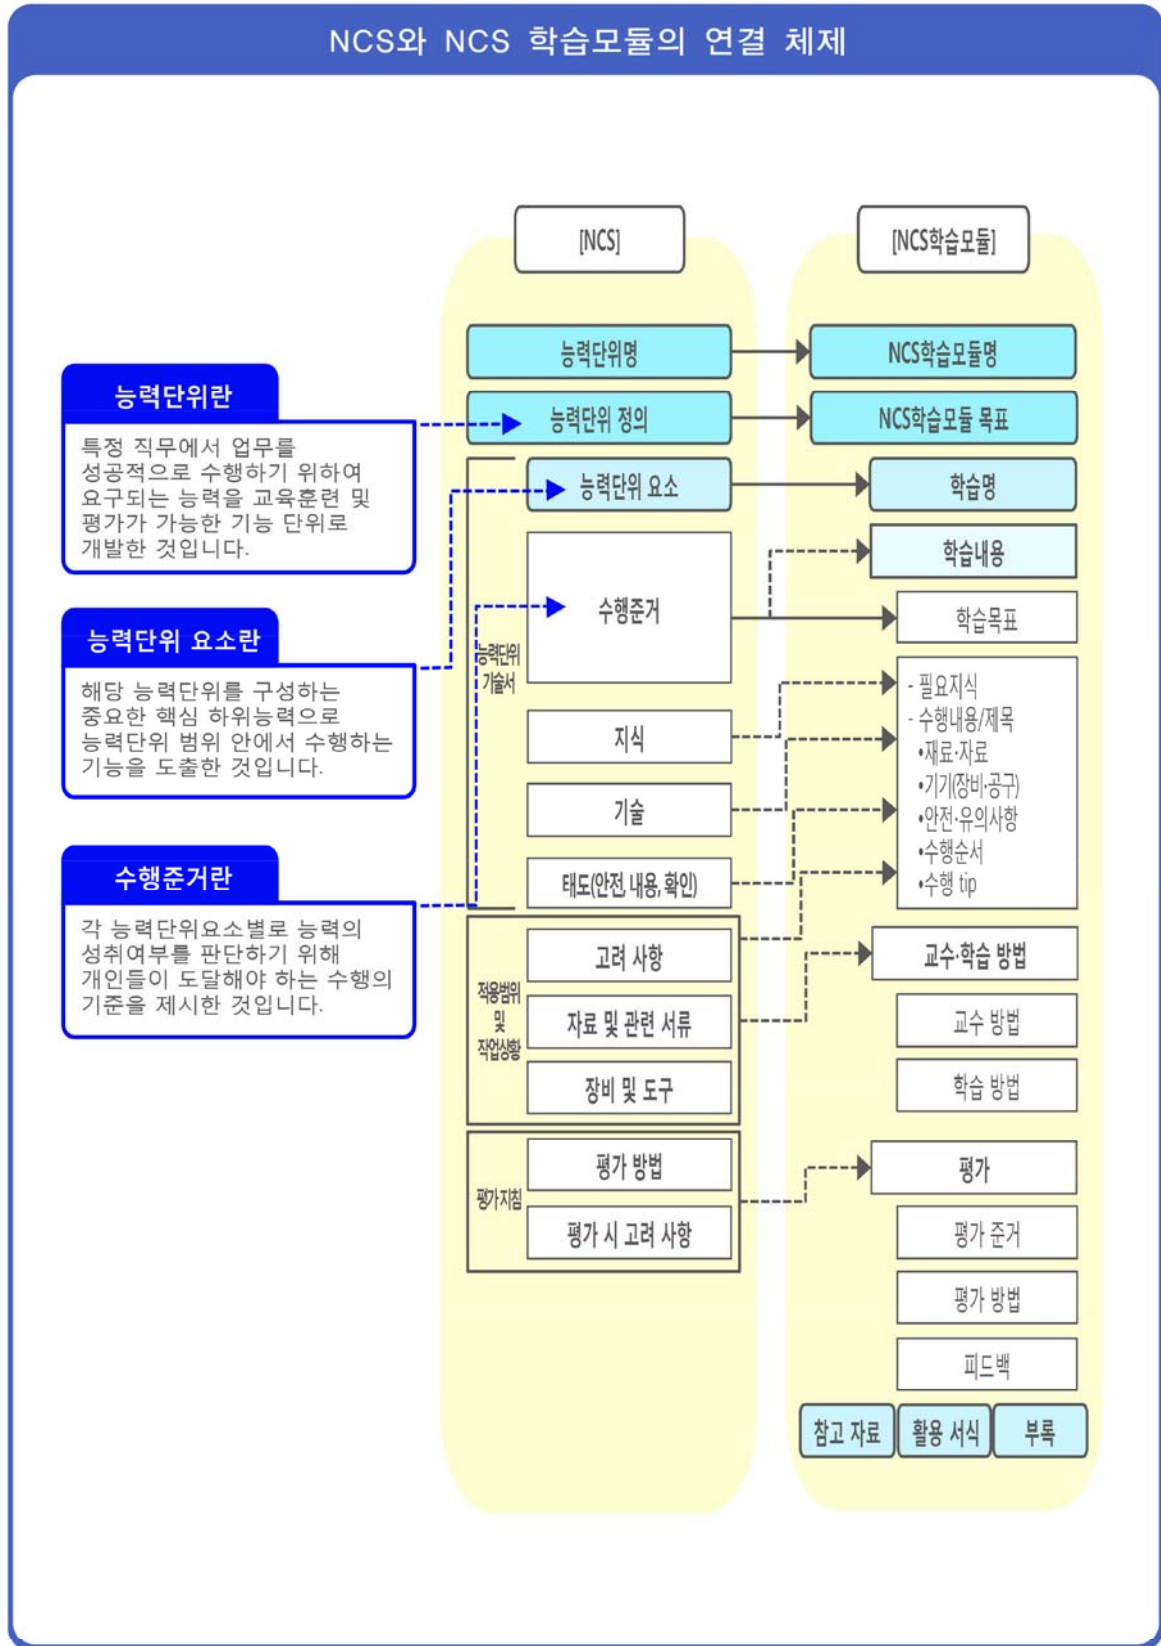 NCS와 NCS 학습모듈의 연결 체제
[NCS]
[NCS학습모듈]
능력단위명
NCS학습모듈명
능력단위 정의
NCS학습모듈 목표
능력단위 요소
학습명
학습내용
수행준거
학습목표
능력단위
기술서
지식
기술
태도(안전, 내용, 확인)
- 필요지식
- 수행내용/제목
•재료·자료
•기기(장비·공구)
•안전·유의사항
•수행순서
•수행 tip
능력단위란
특정 직무에서 업무를
성공적으로 수행하기 위하여
요구되는 능력을 교육훈련 및
평가가 가능한 기능 단위로
개발한 것입니다.
능력단위 요소란
해당 능력단위를 구성하는
중요한 핵심 하위능력으로
능력단위 범위 안에서 수행하는
기능을 도출한 것입니다.
수행준거란
각 능력단위요소별로 능력의
성취여부를 판단하기 위해
개인들이 도달해야 하는 수행의
기준을 제시한 것입니다.
적용범위
및
작업상황
고려 사항
자료 및 관련 서류
장비 및 도구
교수·학습 방법
교수 방법
학습 방법
평가지침
평가 방법
평가 시 고려 사항
평가
평가 준거
평가 방법
피드백
참고 자료
활용 서식
부록